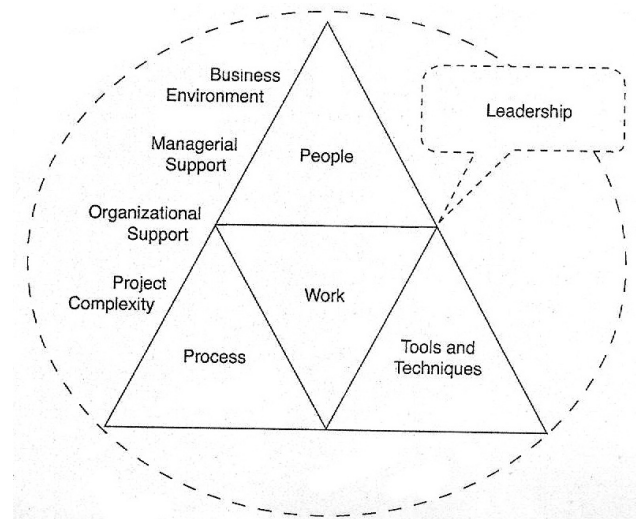 Business
Environment
Leadership
Managerial
Support
People
Organizational
Support
Project
Complexity
Work
Process
Tools and
Techniques